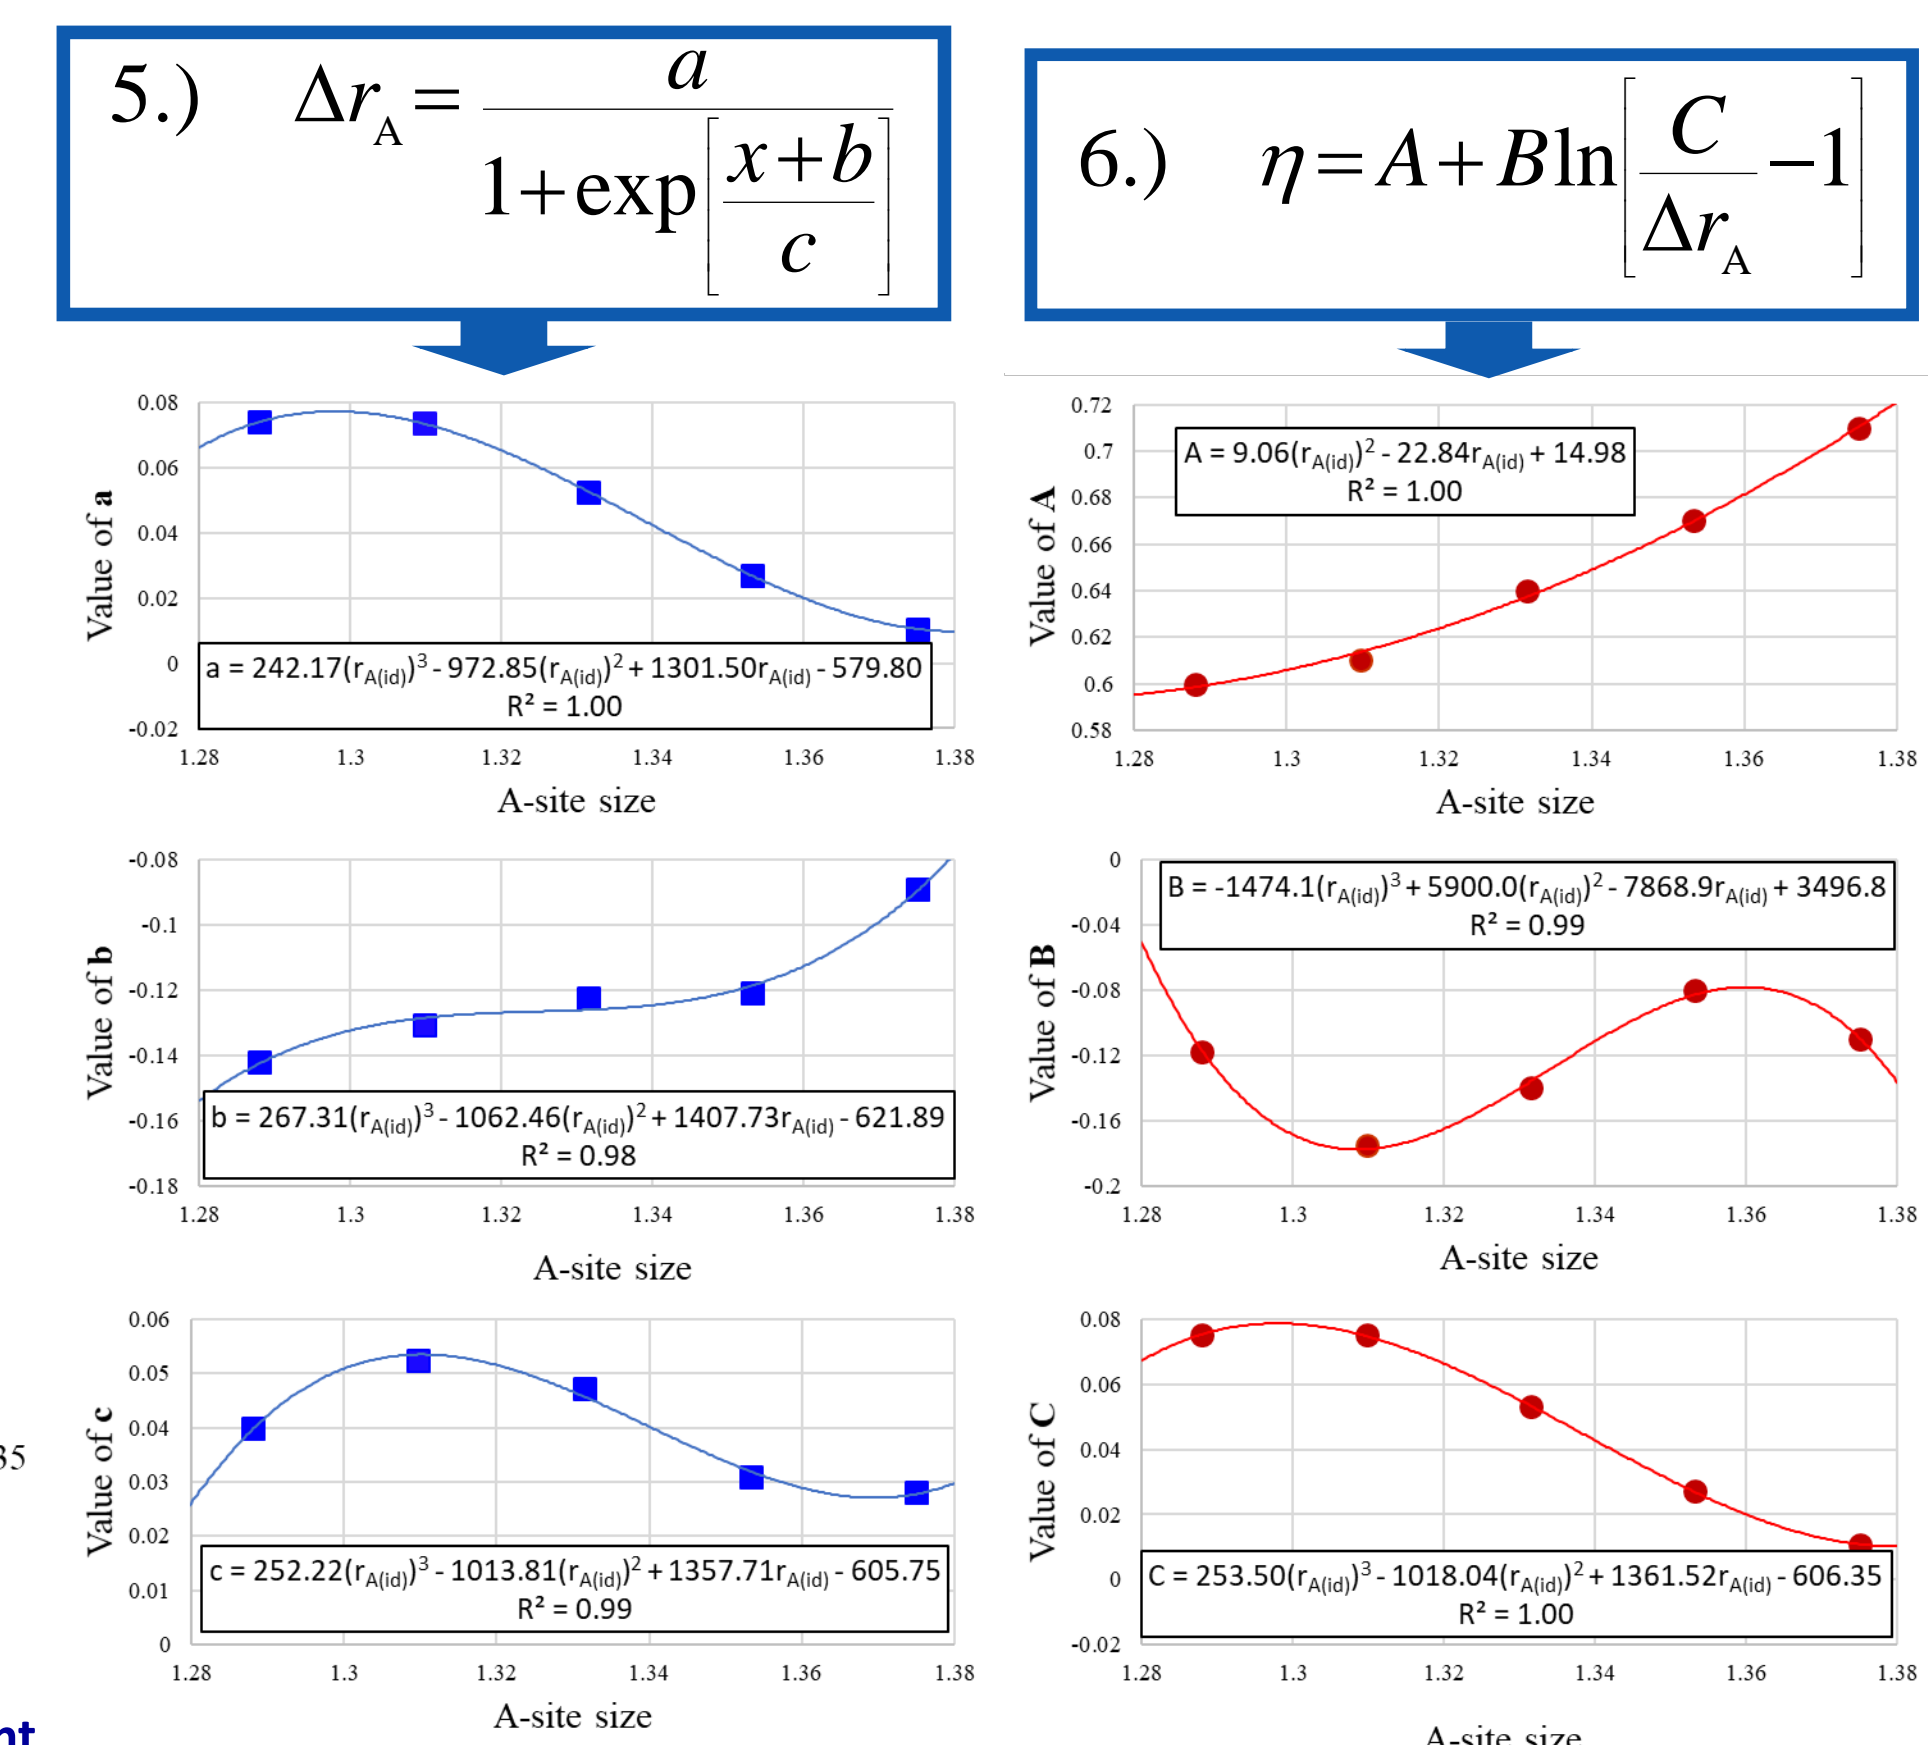 5.) Δr_A = a / (1+exp[(x+b)/c])
6.) η = A + B ln[C/Δr_A − 1]
0.08
0.06
0.04
0.02
0
-0.02
Value of a
a = 242.17(r_A(id))³ - 972.85(r_A(id))² + 1301.50r_A(id) - 579.80
R² = 1.00
1.28 1.3 1.32 1.34 1.36 1.38
A-site size
0.72
0.7
0.68
0.66
0.64
0.62
0.6
0.58
Value of A
A = 9.06(r_A(id))² - 22.84r_A(id) + 14.98
R² = 1.00
1.28 1.3 1.32 1.34 1.36 1.38
A-site size
-0.08
-0.1
-0.12
-0.14
-0.16
-0.18
Value of b
b = 267.31(r_A(id))³ - 1062.46(r_A(id))² + 1407.73r_A(id) - 621.89
R² = 0.98
1.28 1.3 1.32 1.34 1.36 1.38
A-site size
0
-0.04
-0.08
-0.12
-0.16
-0.2
Value of B
B = -1474.1(r_A(id))³ + 5900.0(r_A(id))² - 7868.9r_A(id) + 3496.8
R² = 0.99
1.28 1.3 1.32 1.34 1.36 1.38
A-site size
0.06
0.05
0.04
0.03
0.02
0.01
0
Value of c
c = 252.22(r_A(id))³ - 1013.81(r_A(id))² + 1357.71r_A(id) - 605.75
R² = 0.99
1.28 1.3 1.32 1.34 1.36 1.38
A-site size
0.08
0.06
0.04
0.02
0
-0.02
Value of C
C = 253.50(r_A(id))³ - 1018.04(r_A(id))² + 1361.52r_A(id) - 606.35
R² = 1.00
1.28 1.3 1.32 1.34 1.36 1.38
A-site size
35
nt